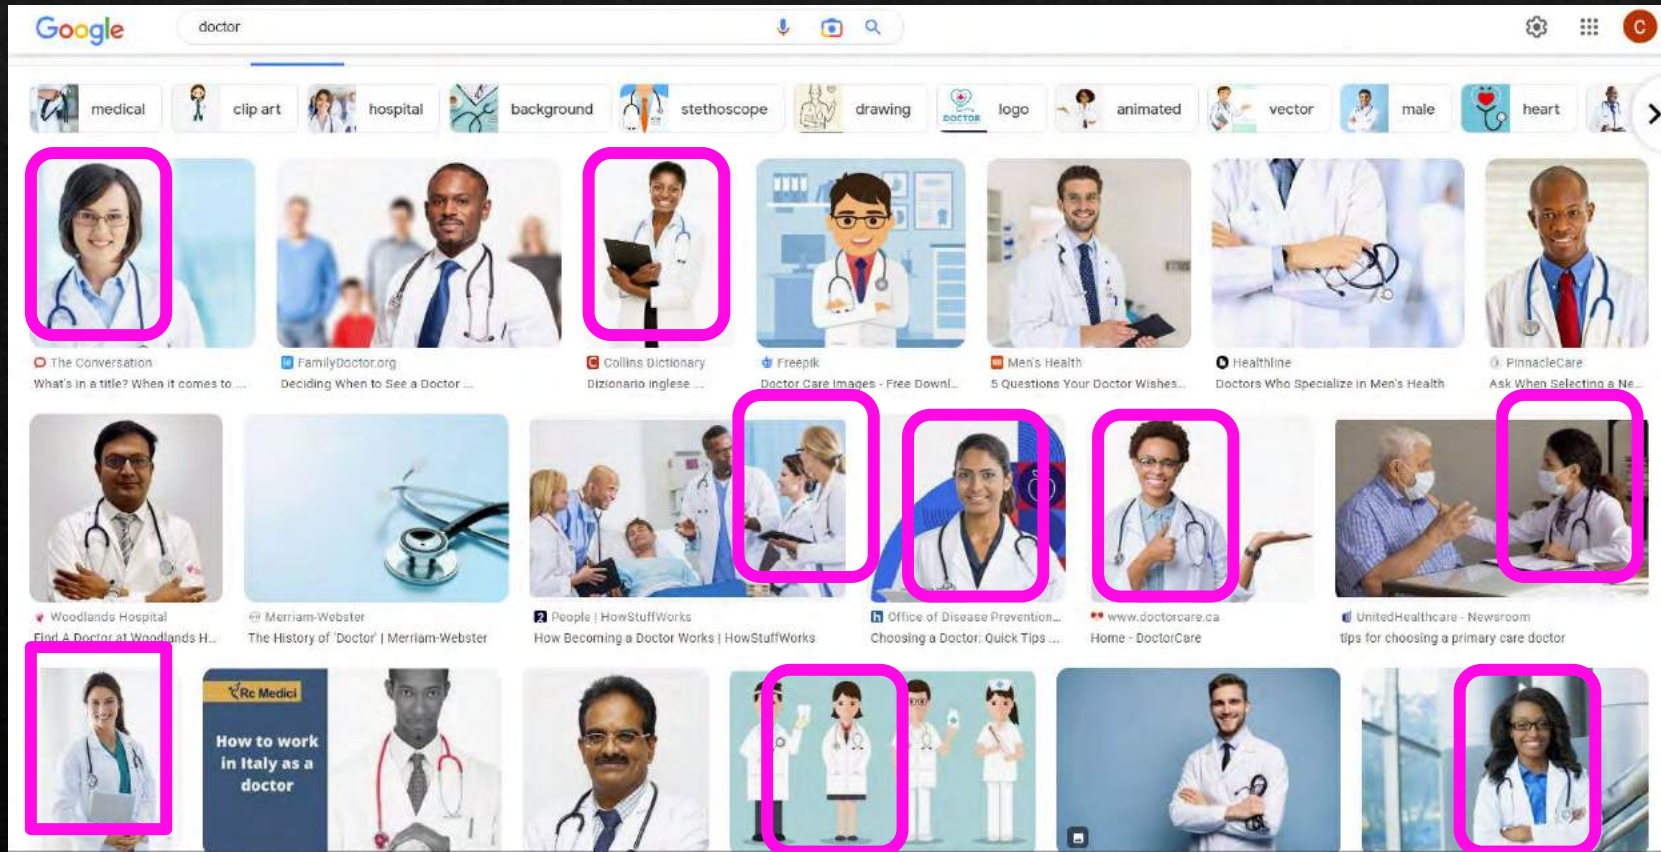 Google
doctor
C
medical
clip art
hospital
background
stethoscope
drawing
DOCTOR
logo
animated
vector
male
heart
The Conversation
What's in a title? When it comes to ...
FamilyDoctor.org
Deciding When to See a Doctor ...
Collins Dictionary
Dizionario inglese ...
Freepik
Doctor Care Images - Free Downl...
Men's Health
5 Questions Your Doctor Wishes...
Healthline
Doctors Who Specialize in Men's Health
PinnacleCare
Ask When Selecting a Ne...
Woodlands Hospital
Find A Doctor at Woodlands H...
Merriam-Webster
The History of 'Doctor' | Merriam-Webster
People | HowStuffWorks
How Becoming a Doctor Works | HowStuffWorks
Office of Disease Prevention...
Choosing a Doctor: Quick Tips ...
www.doctorcare.ca
Home - DoctorCare
UnitedHealthcare - Newsroom
tips for choosing a primary care doctor
Rc Medici
How to work
in Italy as a
doctor